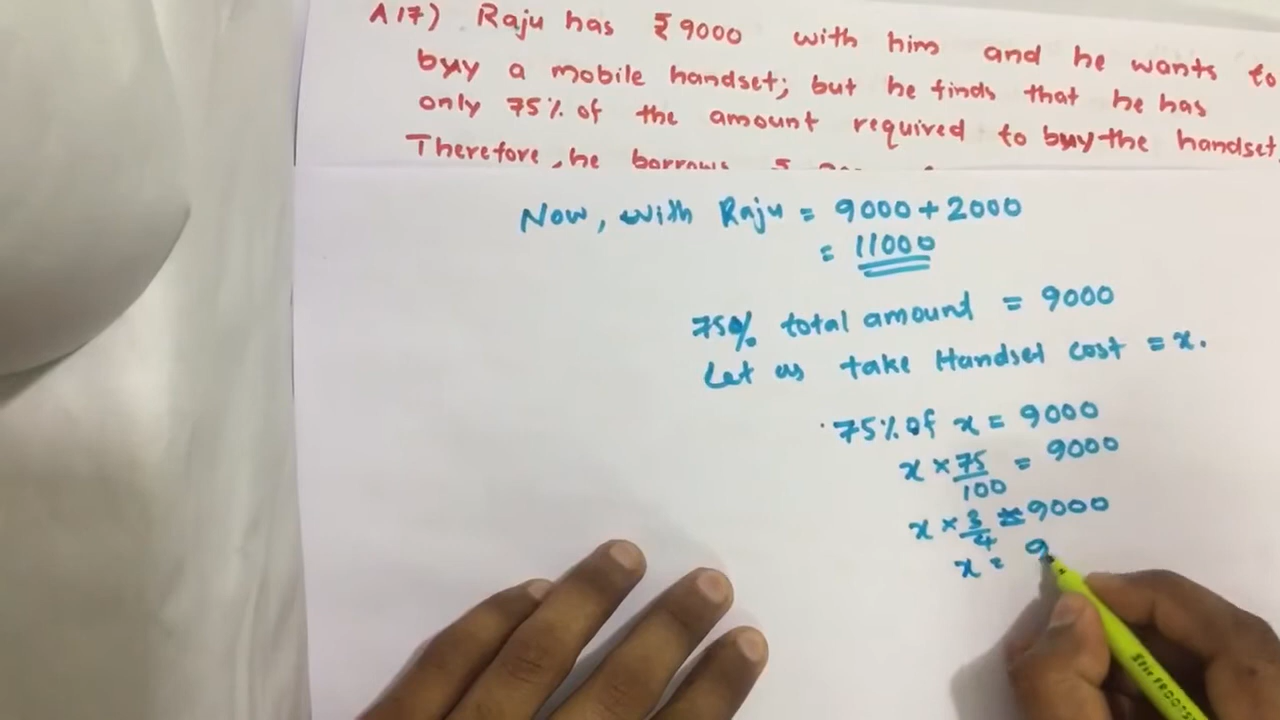 A17) Raju has ₹9000 with him and he wants to
buy a mobile handset; but he finds that he has
only 75% of the amount required to buy the handset.
Therefore, he borrows
Now, with Raju = 9000 + 2000
= 11000
75% total amount = 9000
Let us take Handset cost = x.
75% of x = 9000
x × 75/100 = 9000
x × 3/4 = 9000
x = 9